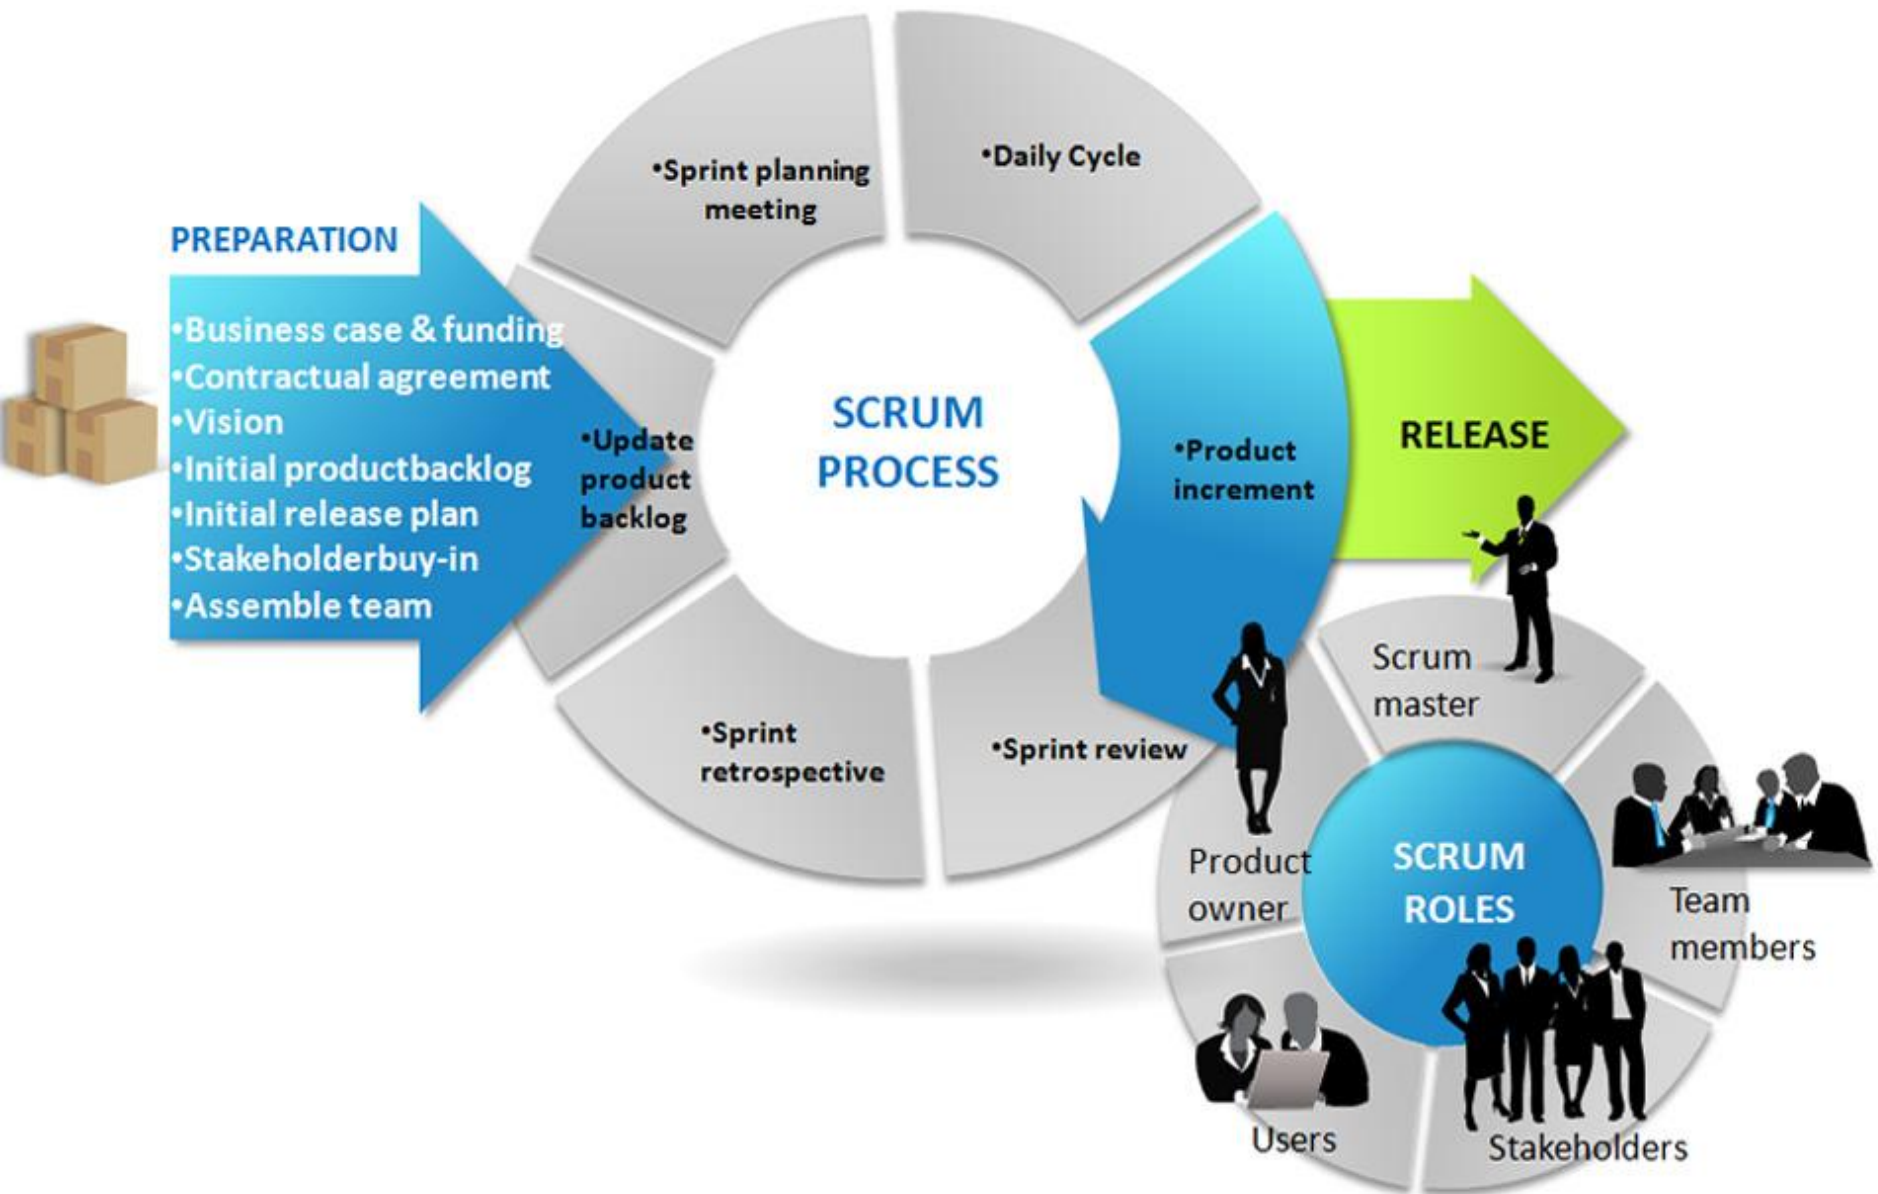 PREPARATION
•Business case & funding
•Contractual agreement
•Vision
•Initial productbacklog
•Initial release plan
•Stakeholderbuy-in
•Assemble team
SCRUM
PROCESS
•Update
product
backlog
•Sprint planning
meeting
•Daily Cycle
•Product
increment
•Sprint review
•Sprint
retrospective
RELEASE
SCRUM
ROLES
Scrum
master
Team
members
Stakeholders
Users
Product
owner